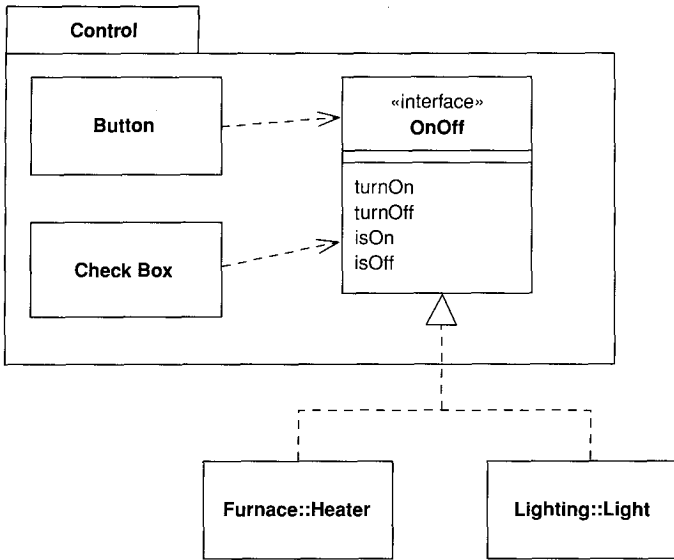 Control
Button
«interface»
OnOff
turnOn
turnOff
isOn
isOff
Check Box
Furnace::Heater
Lighting::Light